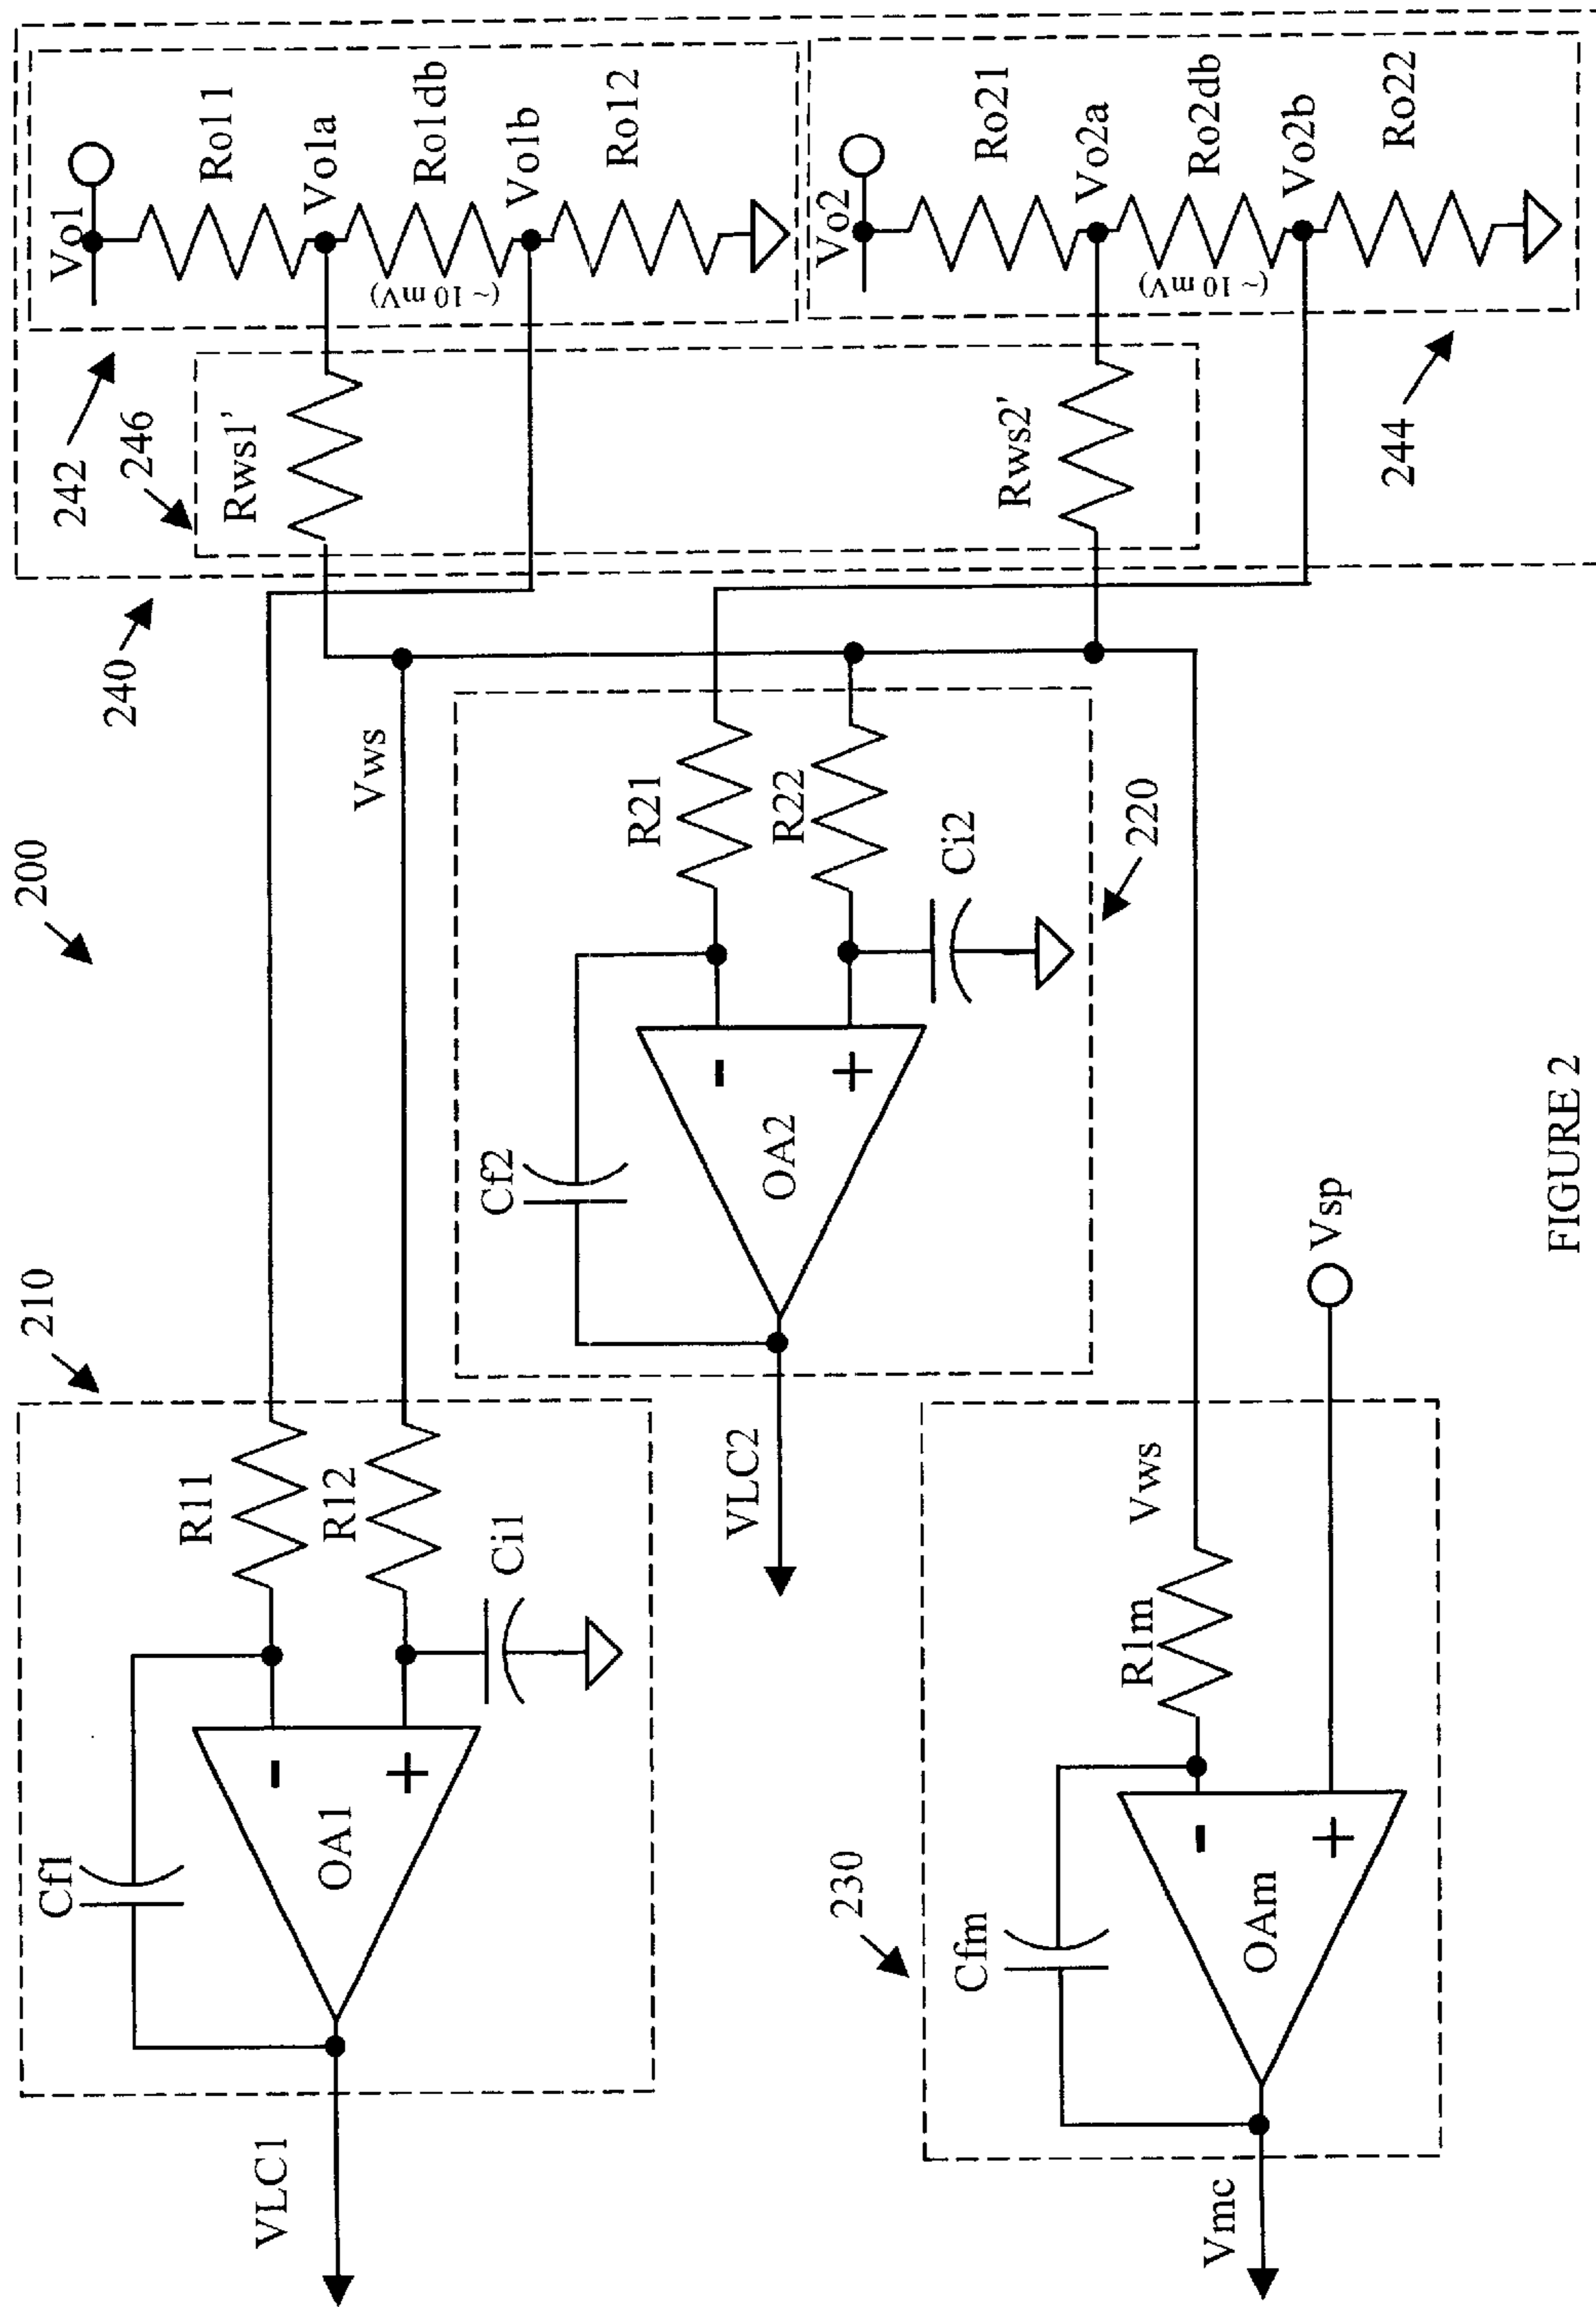 200
210
240
242
246
Vo1
Ro11
Vo1a
Ro1db
(~ 10 mV)
Vo1b
Ro12
Rws1'
Vo2
Ro21
Vo2a
Ro2db
(~ 10 mV)
Vo2b
Ro22
Rws2'
244
Vws
R11
R12
Ci1
Cf1
-
+
OA1
VLC1
R21
R22
Ci2
220
Cf2
-
+
OA2
VLC2
230
Vws
R1m
Cfm
-
+
OAm
Vmc
Vsp
FIGURE 2